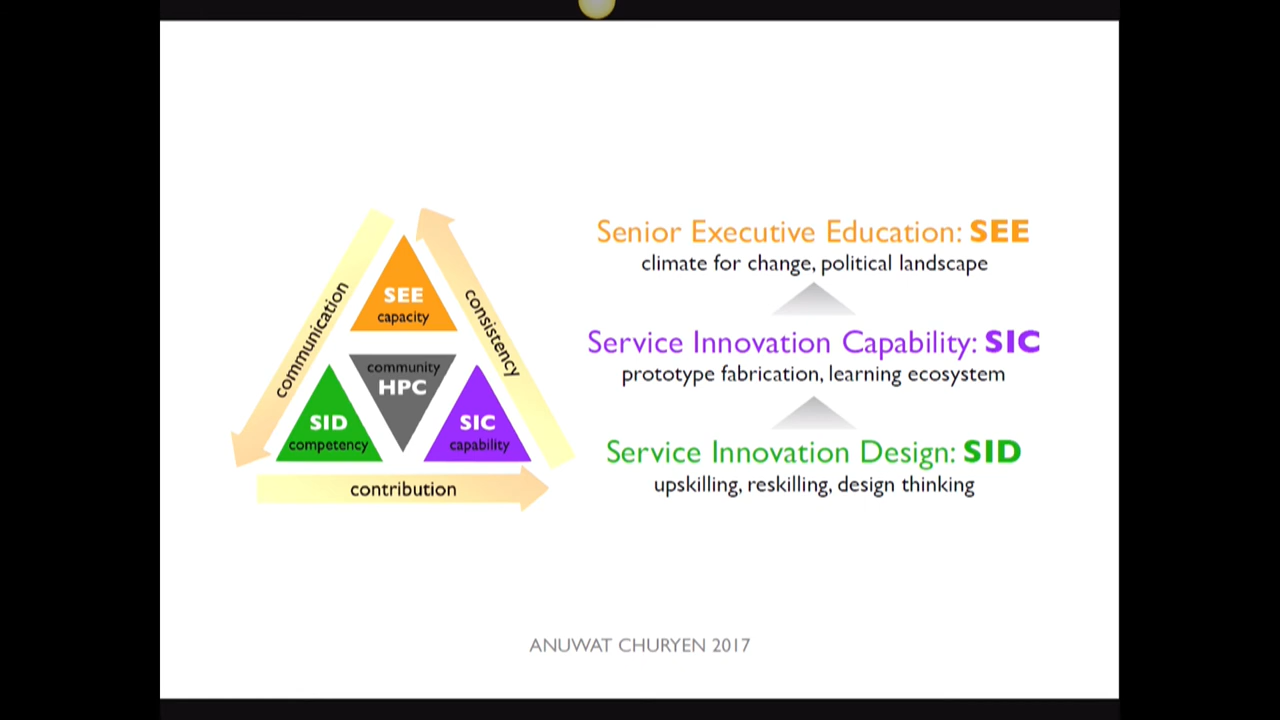 communication
consistency
SEE
capacity
community
HPC
SID
competency
SIC
capability
contribution
Senior Executive Education: SEE
climate for change, political landscape
Service Innovation Capability: SIC
prototype fabrication, learning ecosystem
Service Innovation Design: SID
upskilling, reskilling, design thinking
ANUWAT CHURYEN 2017